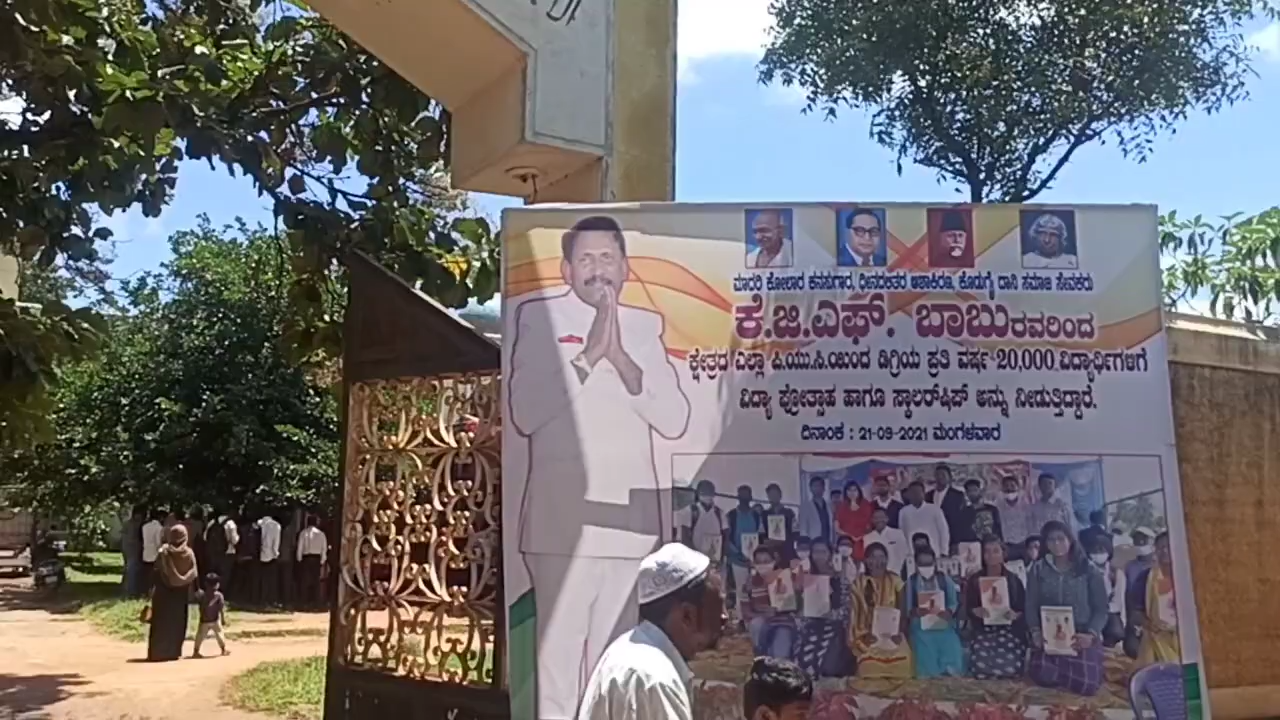 ಮಾದರಿ ಕೋಲಾರ ಕನಸುಗಾರ, ಧೀನದಲಿತರ ಆಶಾಕಿರಣ, ಕೊಡುಗೈ ದಾನಿ ಸಮಾಜ ಸೇವಕರು
ಕೆ.ಜಿ.ಎಫ್. ಬಾಬುರವರಿಂದ
ಕ್ಷೇತ್ರದ ಎಲ್ಲಾ ಪಿ.ಯು.ಸಿ.ಯಿಂದ ಡಿಗ್ರಿಯ ಪ್ರತಿ ವರ್ಷ 20,000 ವಿದ್ಯಾರ್ಥಿಗಳಿಗೆ
ವಿದ್ಯಾ ಪ್ರೋತ್ಸಾಹ ಹಾಗೂ ಸ್ಕಾಲರ್‌ಷಿಪ್ ಅನ್ನು ನೀಡುತ್ತಿದ್ದಾರೆ.
ದಿನಾಂಕ : 21-09-2021 ಮಂಗಳವಾರ